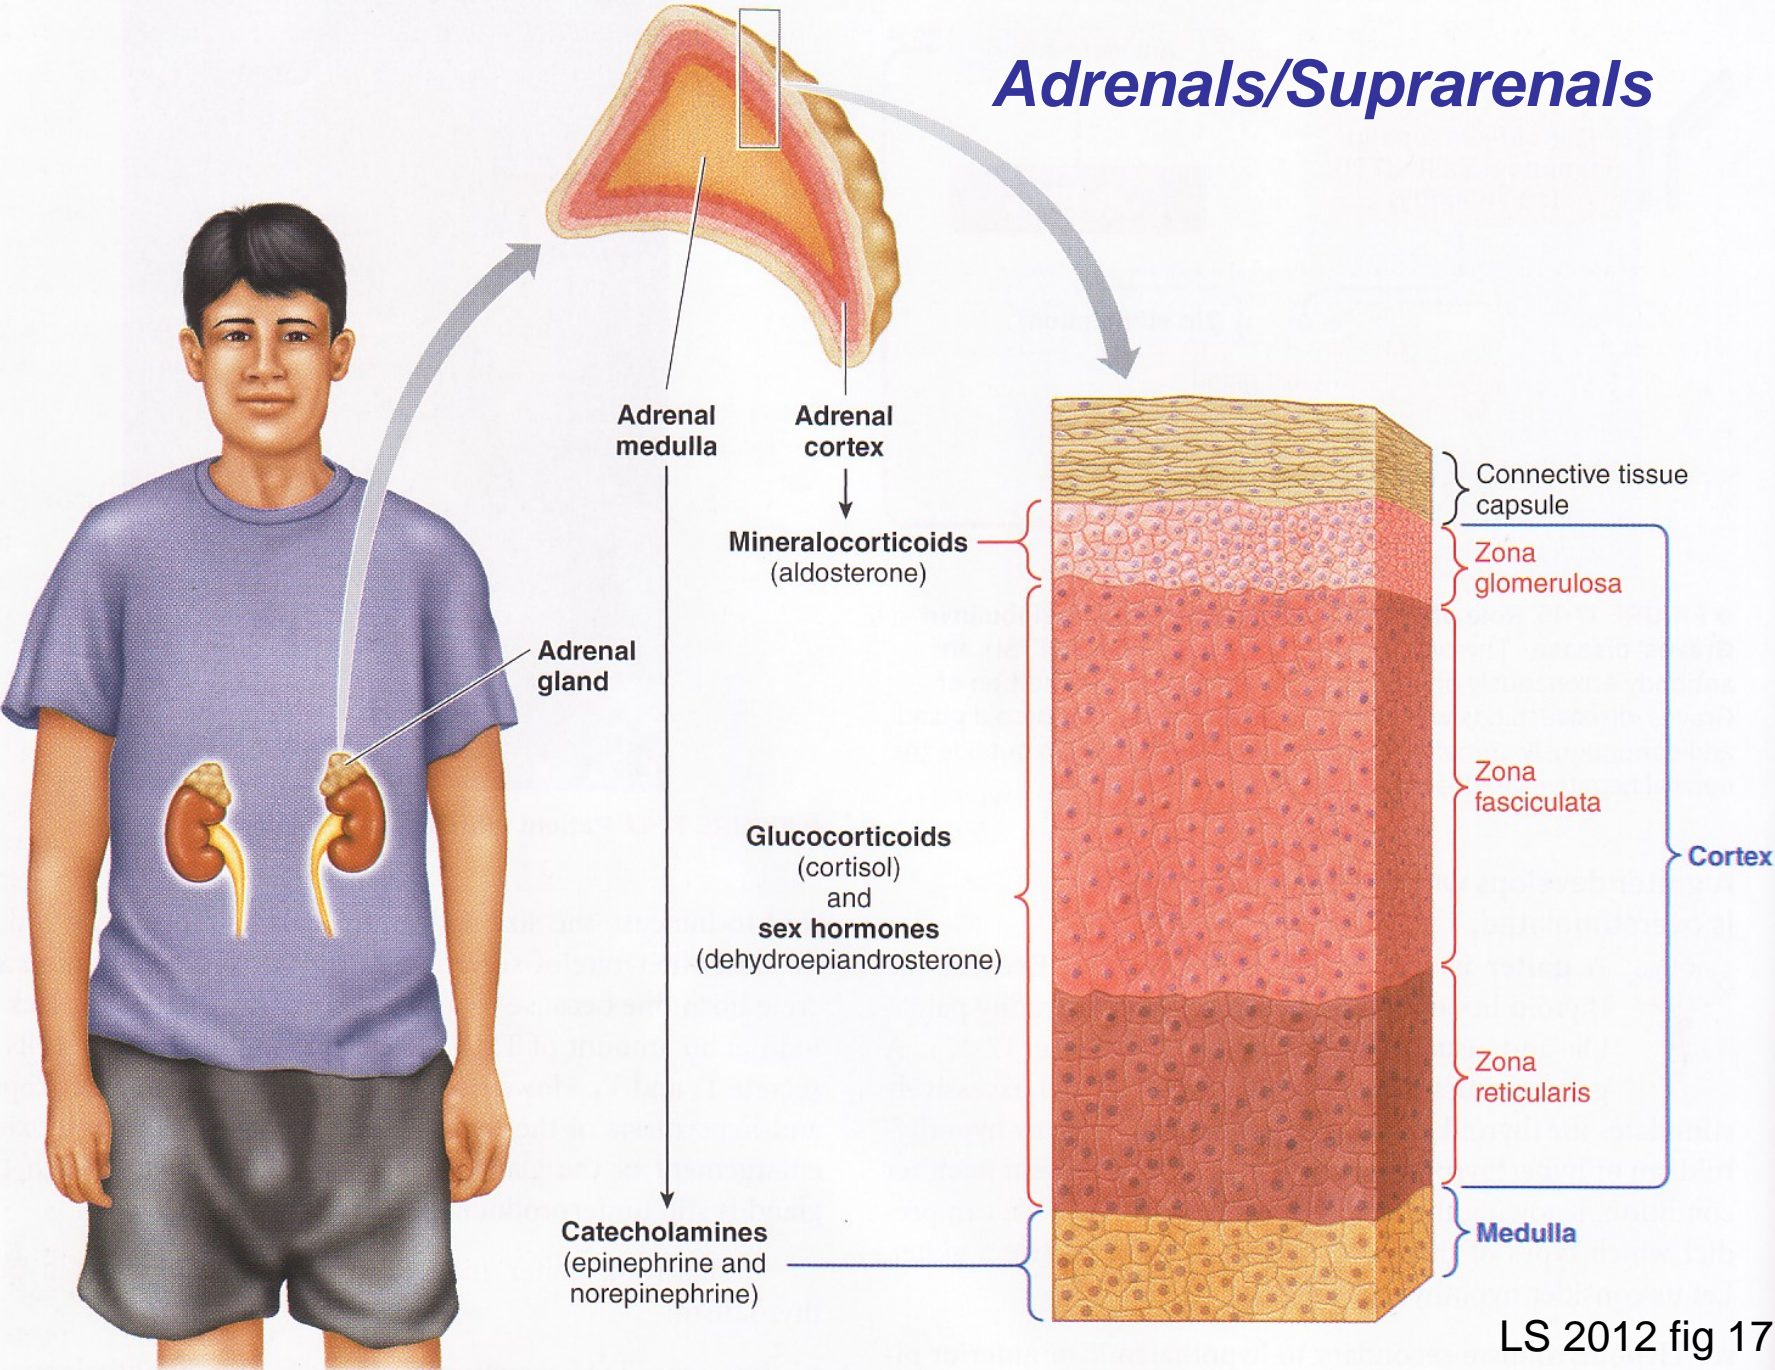 Adrenals/Suprarenals
Adrenal
medulla
Adrenal
cortex
Connective tissue
capsule
Mineralocorticoids
(aldosterone)
Zona
glomerulosa
Adrenal
gland
Zona
fasciculata
Glucocorticoids
(cortisol)
and
sex hormones
(dehydroepiandrosterone)
Cortex
Zona
reticularis
Catecholamines
(epinephrine and
norepinephrine)
Medulla
LS 2012 fig 17